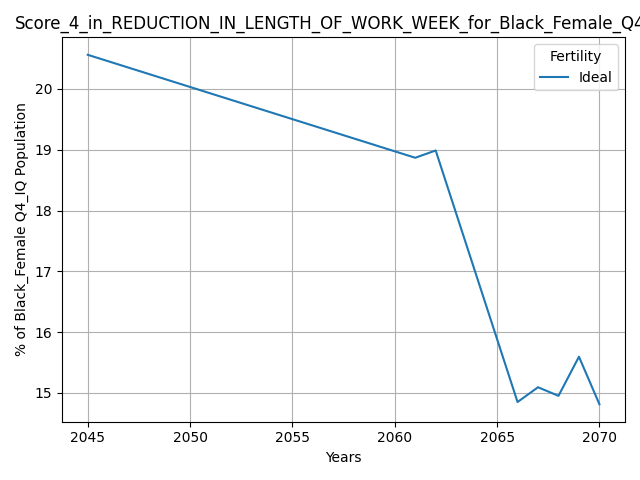 Score_4_in_REDUCTION_IN_LENGTH_OF_WORK_WEEK_for_Black_Female_Q4
Fertility
Ideal
% of Black_Female Q4_IQ Population
20
19
18
17
16
15
2045 2050 2055 2060 2065 2070
Years